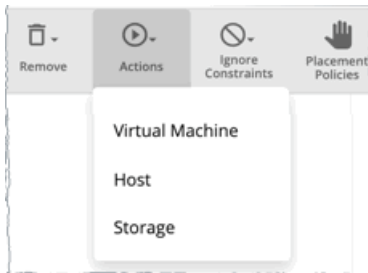 Remove
Actions
Ignore
Constraints
Placement
Policies
Virtual Machine
Host
Storage